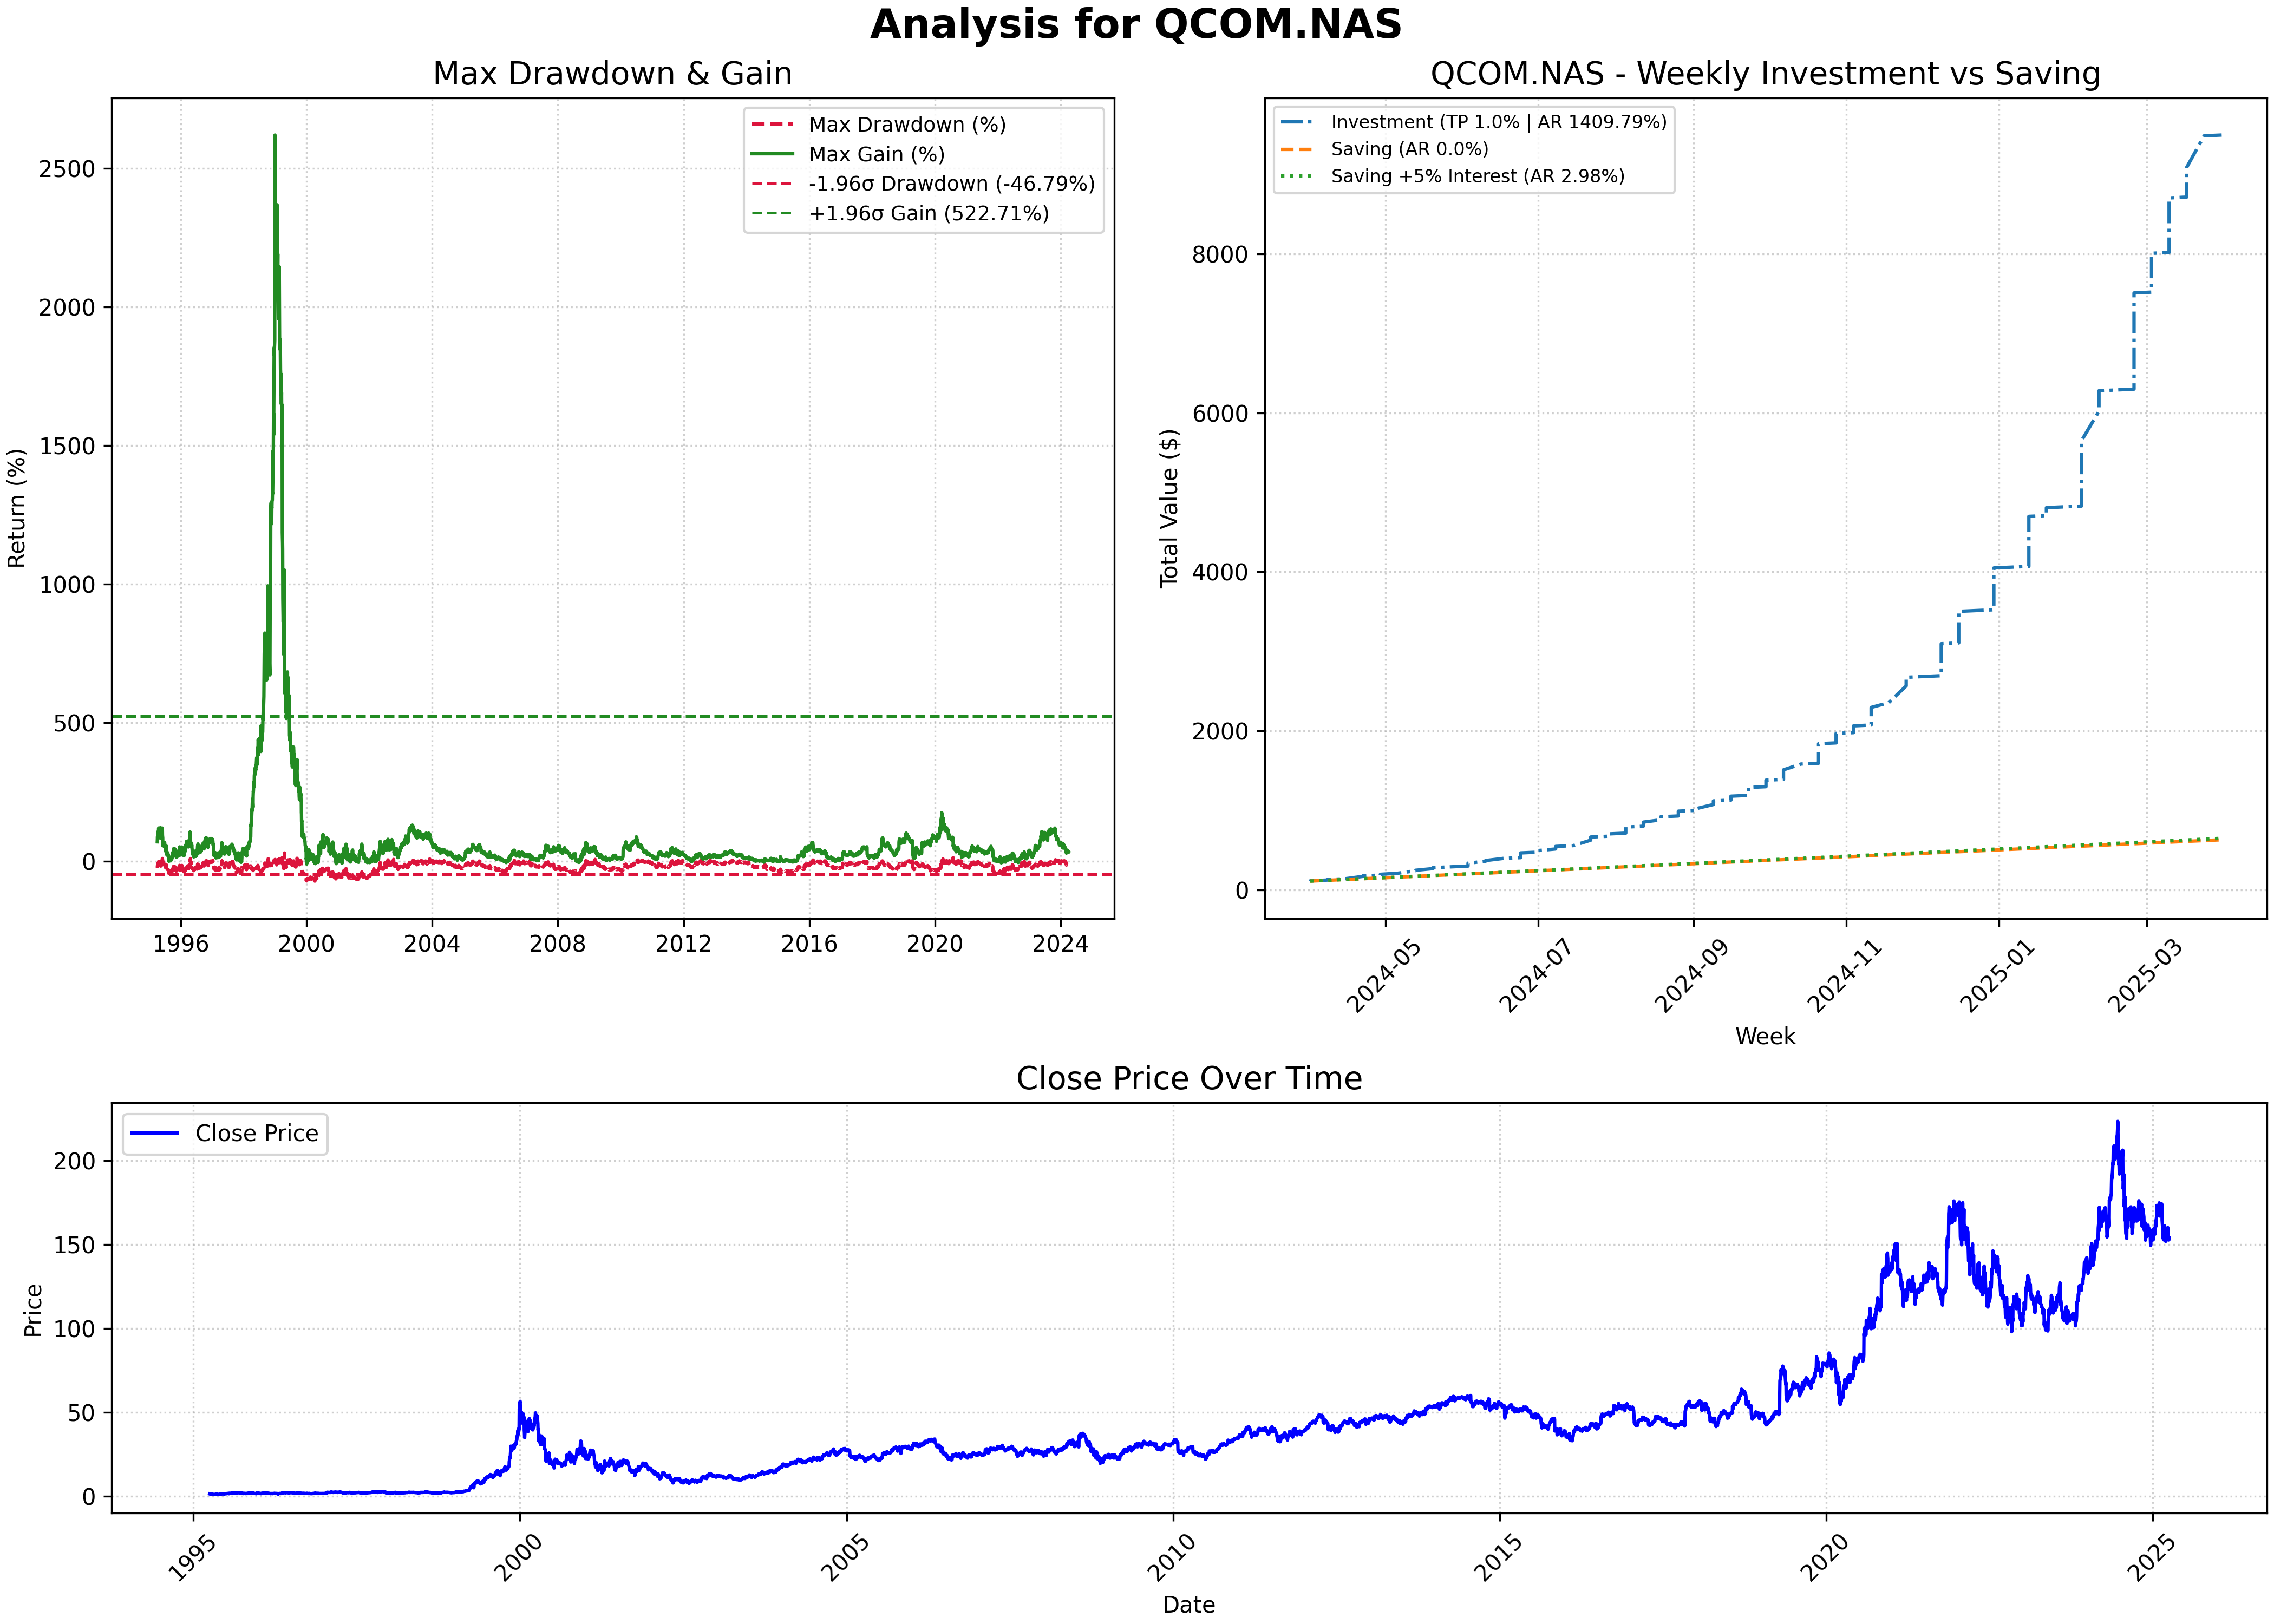 Analysis for QCOM.NAS
Max Drawdown & Gain
Return (%)
2500
2000
1500
1000
500
0
1996
2000
2004
2008
2012
2016
2020
2024
Max Drawdown (%)
Max Gain (%)
-1.96σ Drawdown (-46.79%)
+1.96σ Gain (522.71%)
QCOM.NAS - Weekly Investment vs Saving
Total Value ($)
8000
6000
4000
2000
0
Investment (TP 1.0% | AR 1409.79%)
Saving (AR 0.0%)
Saving +5% Interest (AR 2.98%)
2024-05
2024-07
2024-09
2024-11
2025-01
2025-03
Week
Close Price Over Time
Close Price
Price
200
150
100
50
0
1995
2000
2005
2010
2015
2020
2025
Date